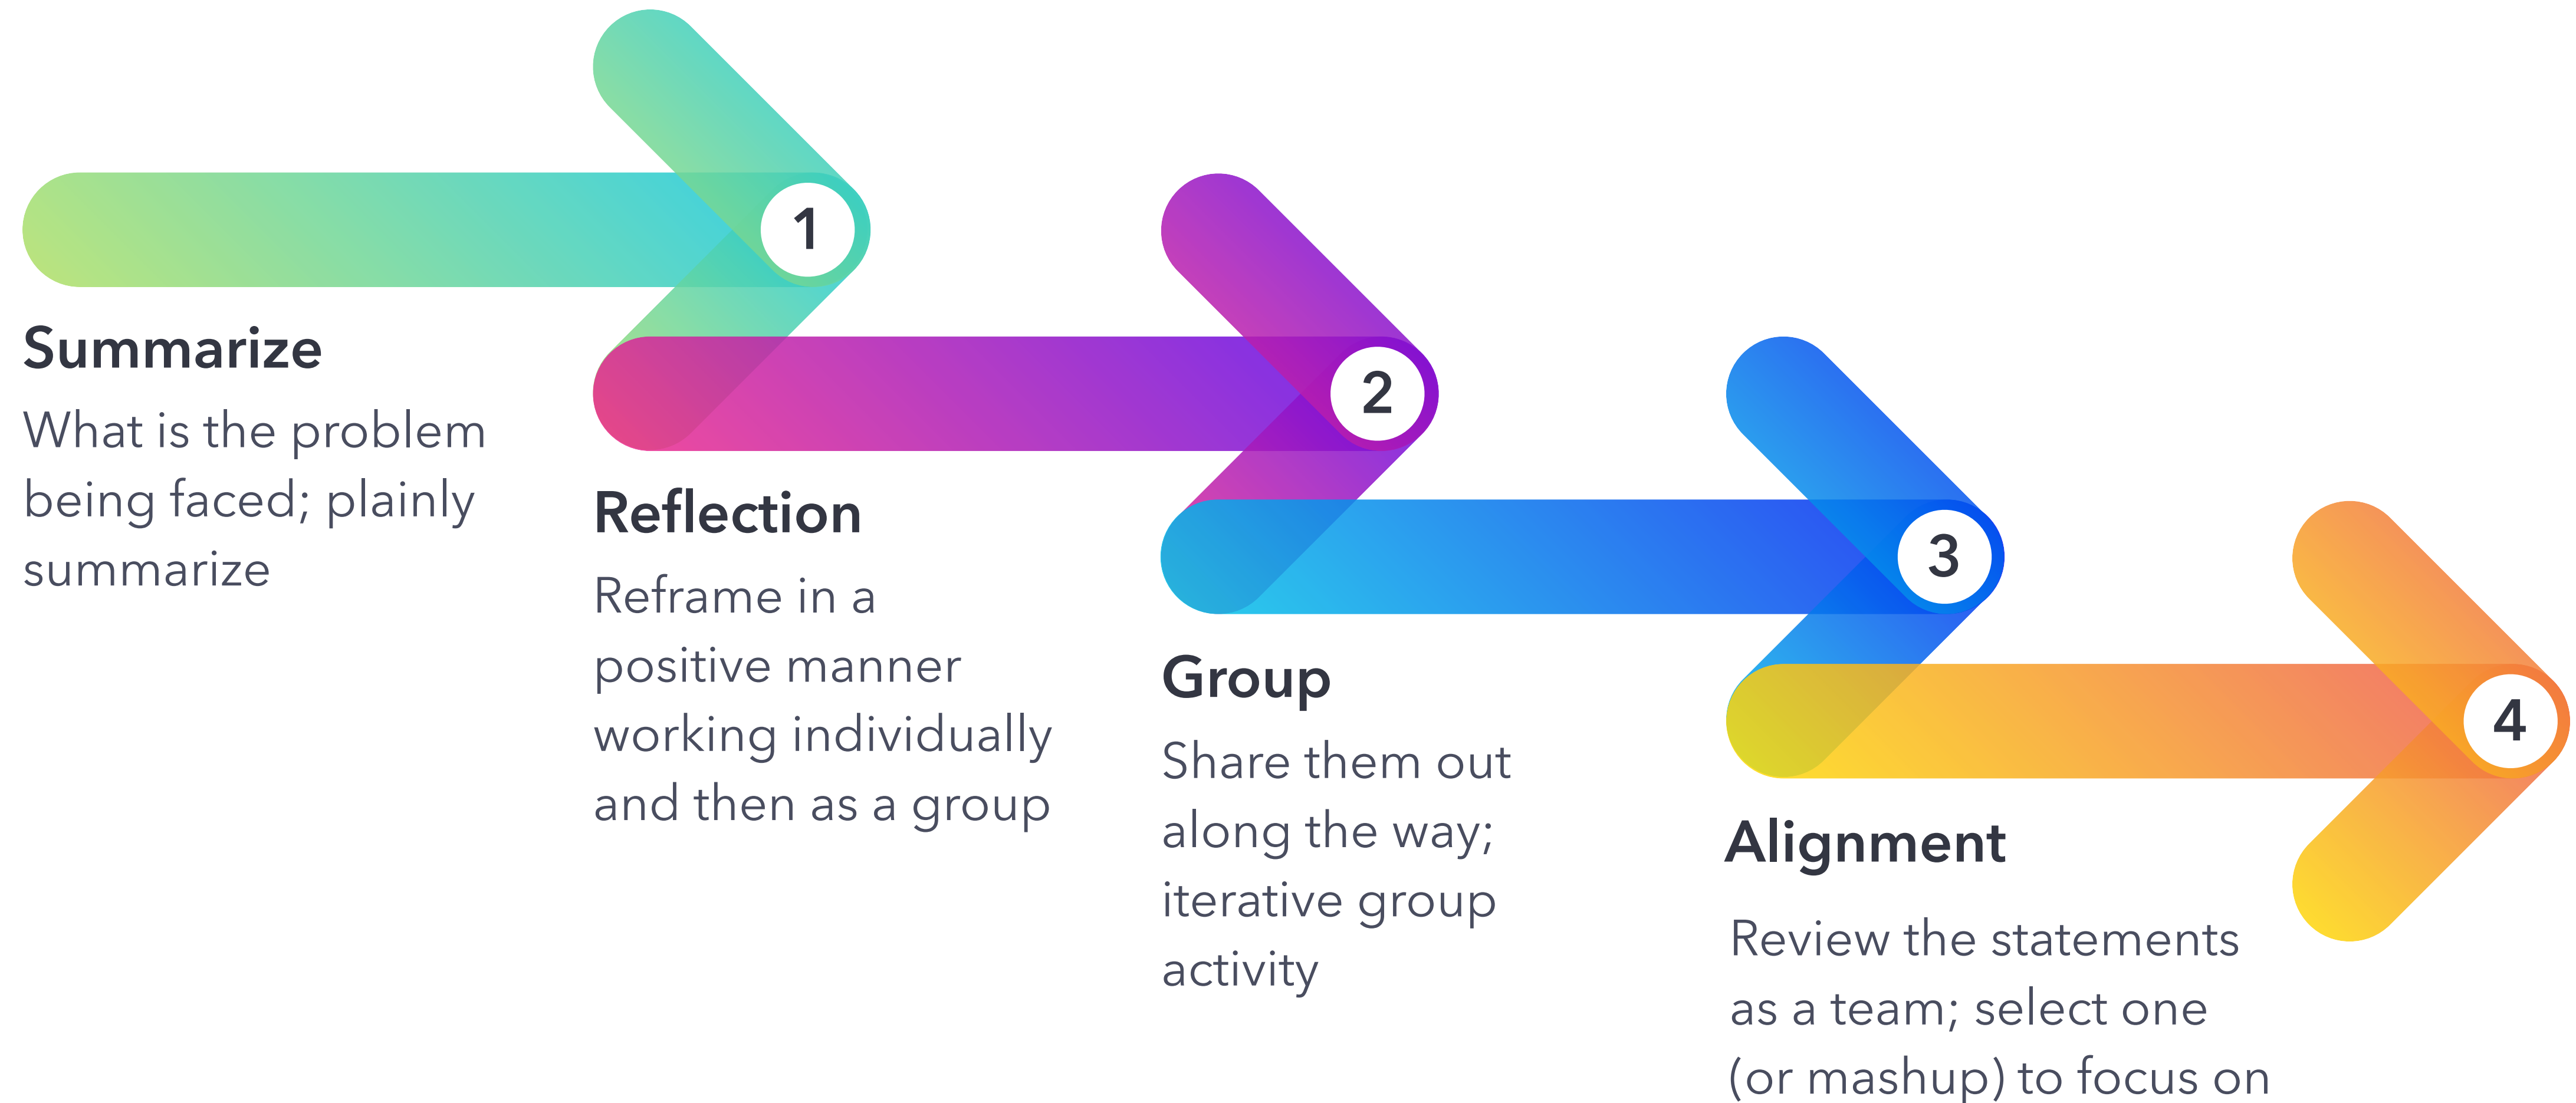 1
Summarize
What is the problem
being faced; plainly
summarize
2
Reflection
Reframe in a
positive manner
working individually
and then as a group
3
Group
Share them out
along the way;
iterative group
activity
4
Alignment
Review the statements
as a team; select one
(or mashup) to focus on